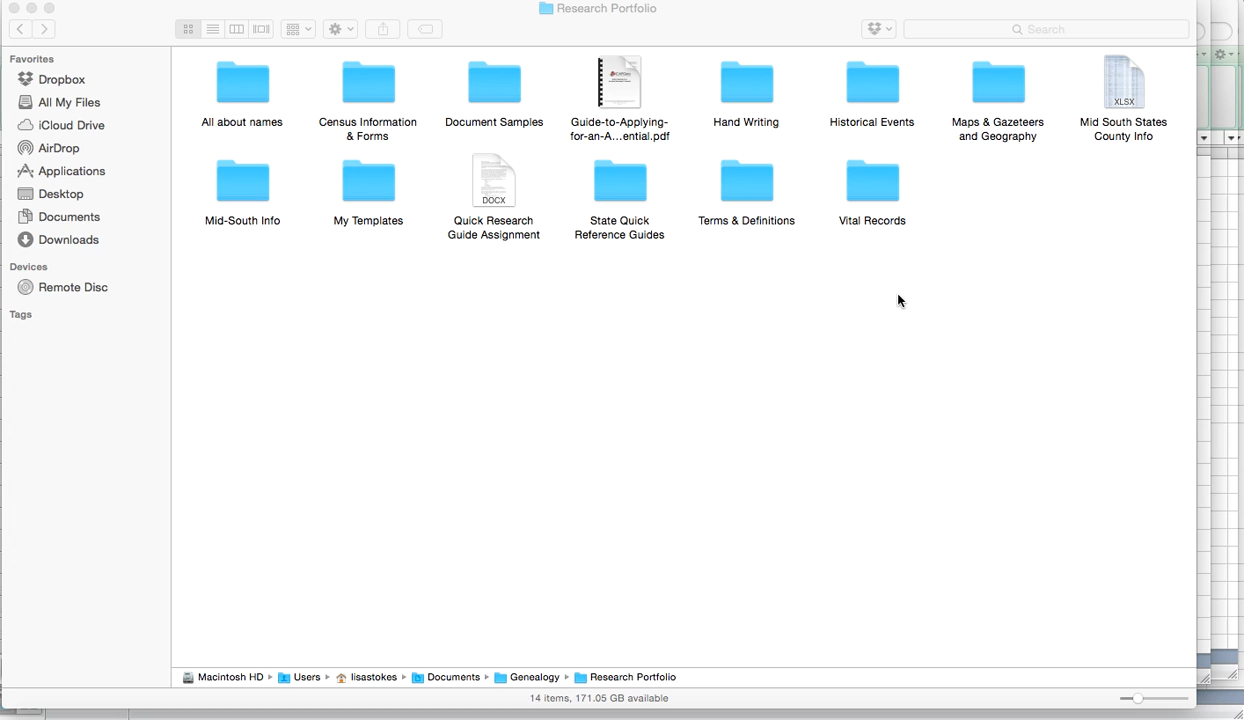 Research Portfolio
Search
Favorites
Dropbox
All My Files
iCloud Drive
AirDrop
Applications
Desktop
Documents
Downloads
Devices
Remote Disc
Tags
All about names
Census Information
& Forms
Document Samples
Guide-to-Applying-
for-an-A...ential.pdf
Hand Writing
Historical Events
Maps & Gazeteers
and Geography
XLSX
Mid South States
County Info
Mid-South Info
My Templates
DOCX
Quick Research
Guide Assignment
State Quick
Reference Guides
Terms & Definitions
Vital Records
Macintosh HD Users lisastokes Documents Genealogy Research Portfolio
14 items, 171.05 GB available